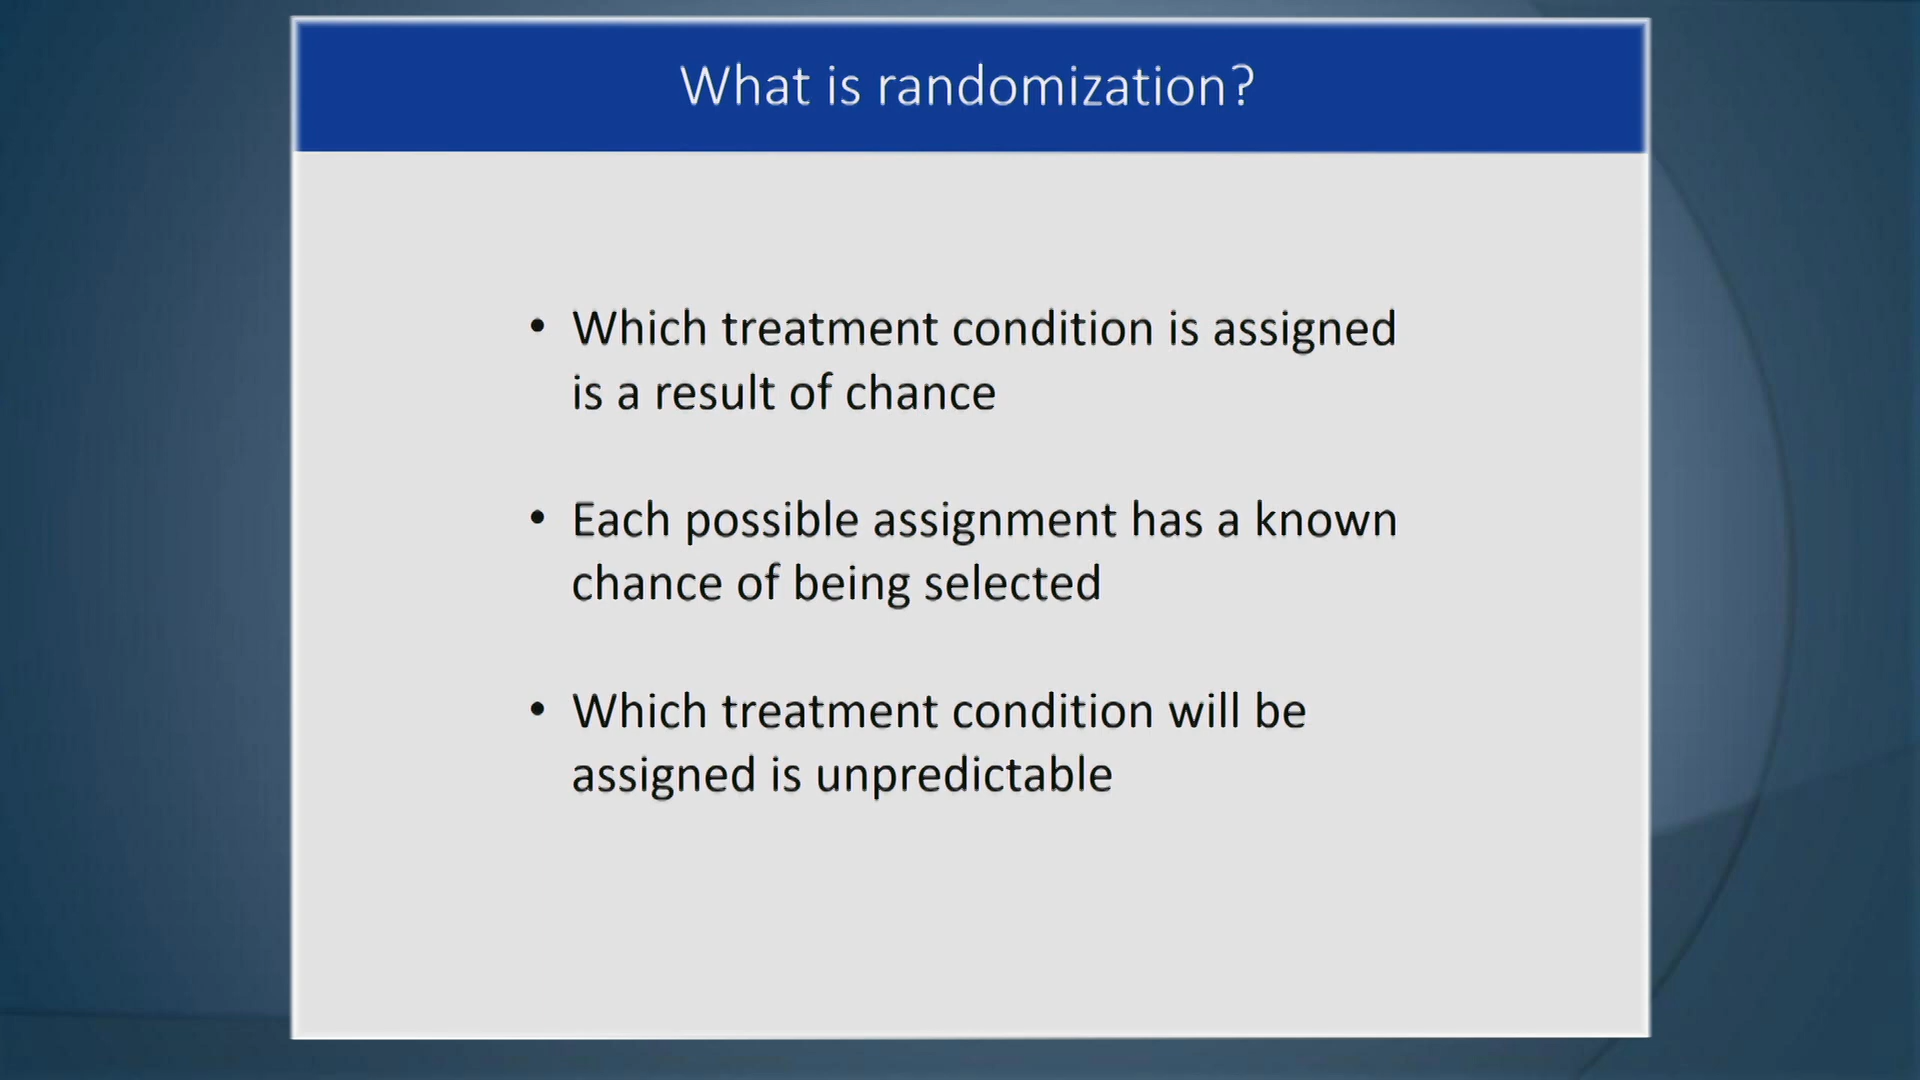 What is randomization?
• Which treatment condition is assigned
is a result of chance
• Each possible assignment has a known
chance of being selected
• Which treatment condition will be
assigned is unpredictable